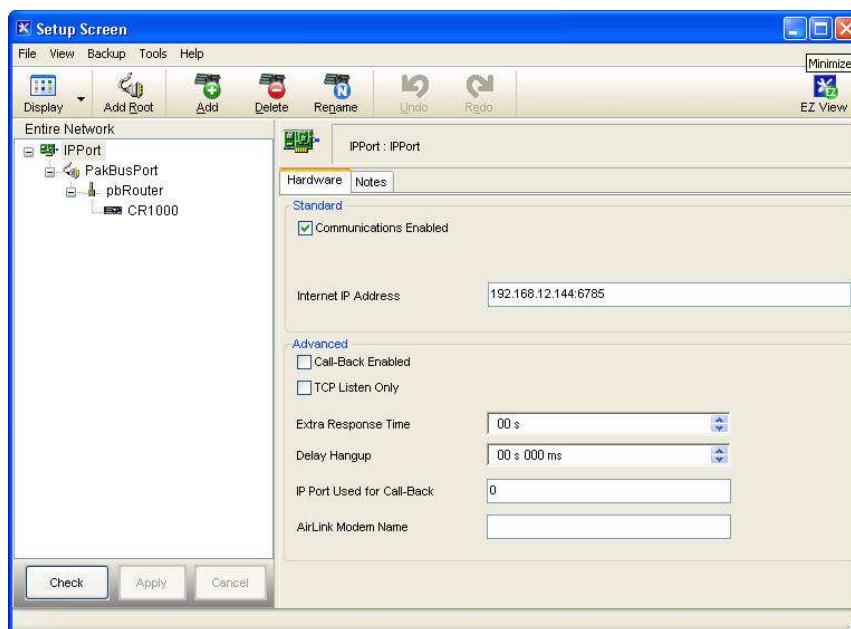 Setup Screen
File View Backup Tools Help
Minimize
Display Add Root Add Delete Rename Undo Redo EZ View
Entire Network
IPPort
PakBusPort
pbRouter
CR1000
IPPort : IPPort
Hardware Notes
Standard
Communications Enabled
Internet IP Address 192.168.12.144:6785
Advanced
Call-Back Enabled
TCP Listen Only
Extra Response Time 00 s
Delay Hangup 00 s 000 ms
IP Port Used for Call-Back 0
AirLink Modem Name
Check Apply Cancel